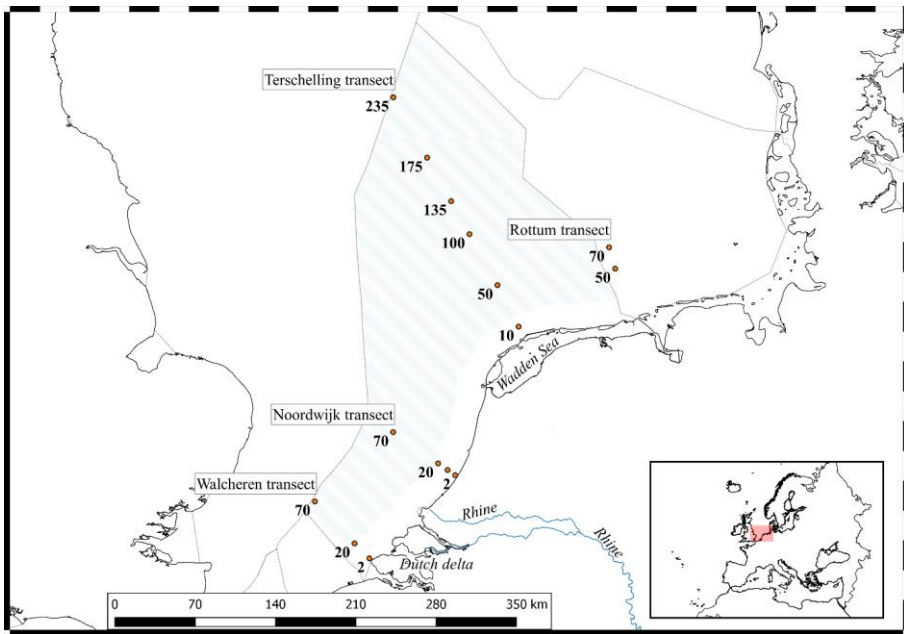 Terschelling transect
235
175
135
100
Rottum transect
70
50
50
10
Wadden Sea
Noordwijk transect
70
20
2
Walcheren transect
70
Rhine
Rhine
20
2
Dutch delta
0 70 140 210 280 350 km